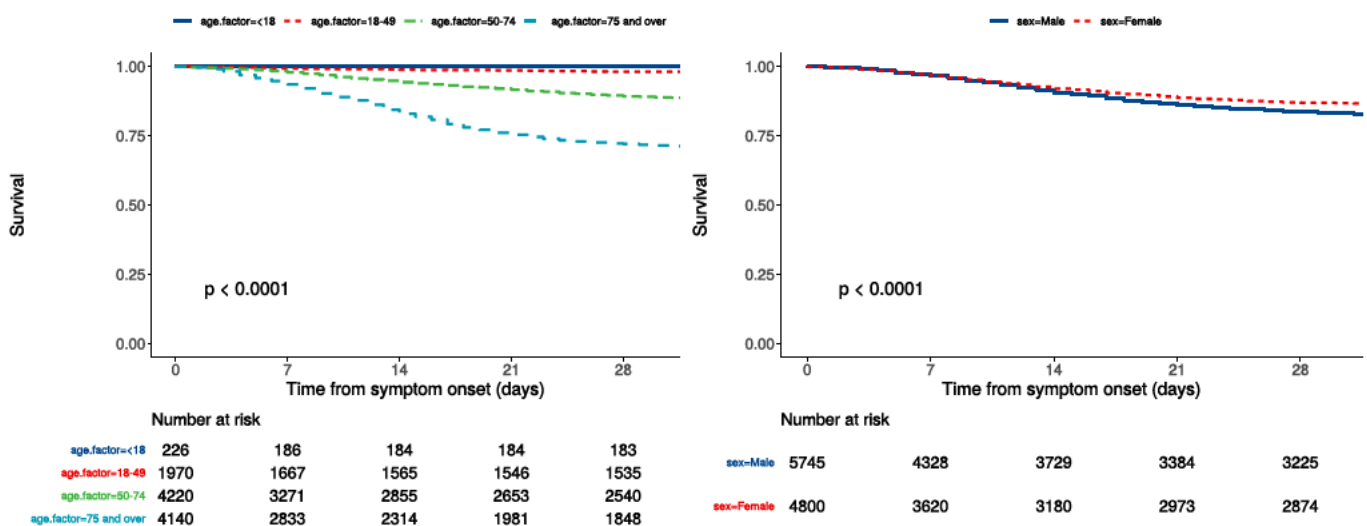 age.factor=<18 age.factor=18-49 age.factor=50-74 age.factor=75 and over
1.00
0.75
0.50
0.25
0.00
Survival
p < 0.0001
0 7 14 21 28
Time from symptom onset (days)
Number at risk
age.factor=<18 226 186 184 184 183
age.factor=18-49 1970 1667 1565 1546 1535
age.factor=50-74 4220 3271 2855 2653 2540
age.factor=75 and over 4140 2833 2314 1981 1848
sex=Male sex=Female
1.00
0.75
0.50
0.25
0.00
Survival
p < 0.0001
0 7 14 21 28
Time from symptom onset (days)
Number at risk
sex=Male 5745 4328 3729 3384 3225
sex=Female 4800 3620 3180 2973 2874